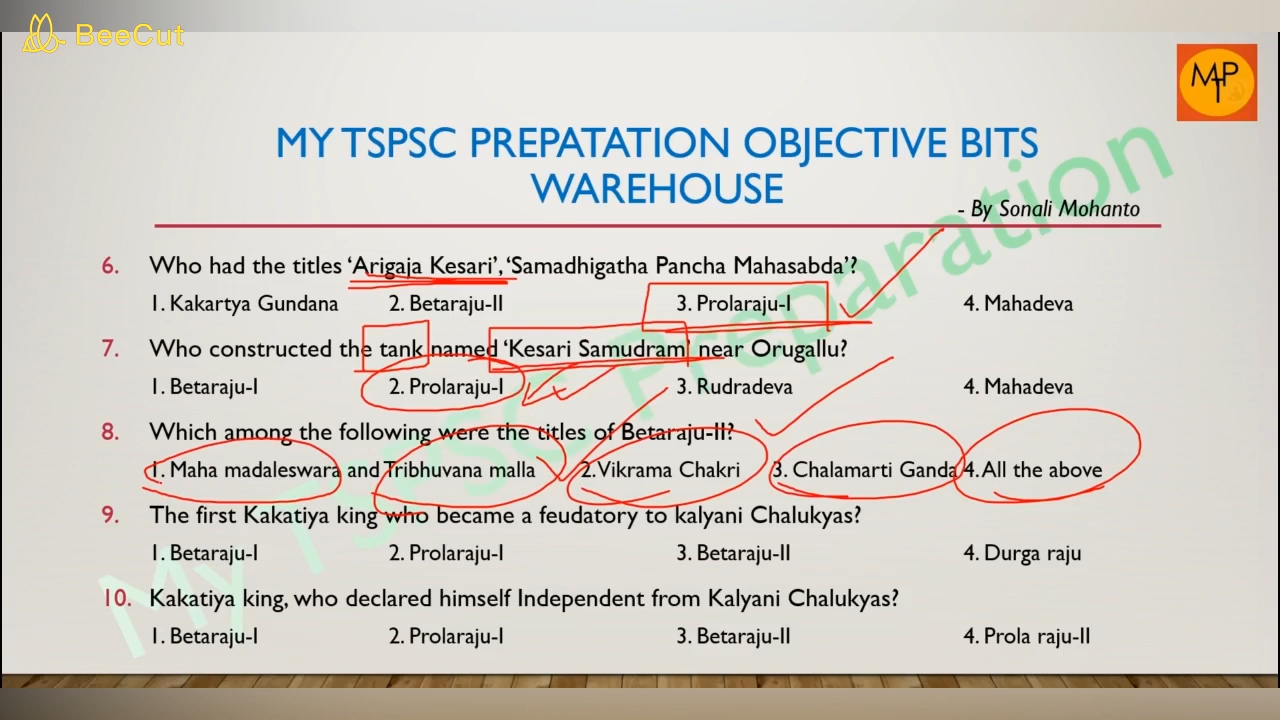 BeeCut
MTP
MY TSPSC PREPATATION OBJECTIVE BITS
WAREHOUSE
- By Sonali Mohanto
6. Who had the titles ‘Arigaja Kesari’, ‘Samadhigatha Pancha Mahasabda’?
1. Kakartya Gundana 2. Betaraju-II 3. Prolaraju-I 4. Mahadeva
7. Who constructed the tank named ‘Kesari Samudram’ near Orugallu?
1. Betaraju-I 2. Prolaraju-I 3. Rudradeva 4. Mahadeva
8. Which among the following were the titles of Betaraju-II?
1. Maha madaleswara and Tribhuvana malla 2. Vikrama Chakri 3. Chalamarti Ganda 4. All the above
9. The first Kakatiya king who became a feudatory to kalyani Chalukyas?
1. Betaraju-I 2. Prolaraju-I 3. Betaraju-II 4. Durga raju
10. Kakatiya king, who declared himself Independent from Kalyani Chalukyas?
1. Betaraju-I 2. Prolaraju-I 3. Betaraju-II 4. Prola raju-II
My TSPSC Preparation